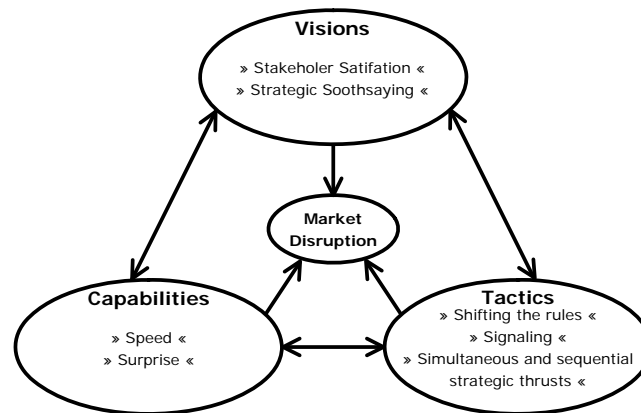 Visions
» Stakeholer Satifation «
» Strategic Soothsaying «
Market
Disruption
Capabilities
» Speed «
» Surprise «
Tactics
» Shifting the rules «
» Signaling «
» Simultaneous and sequential
strategic thrusts «